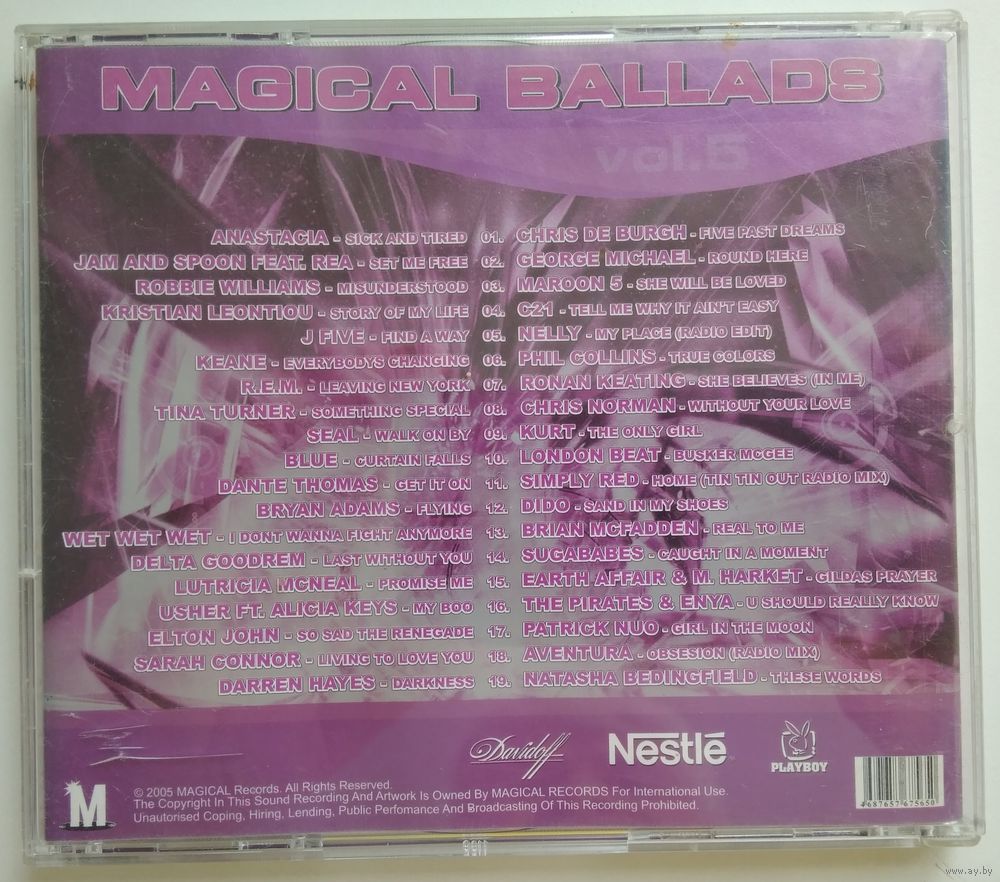 MAGICAL BALLADS
vol.5
ANASTACIA - SICK AND TIRED 01. CHRIS DE BURGH - FIVE PAST DREAMS
JAM AND SPOON FEAT. REA - SET ME FREE 02. GEORGE MICHAEL - ROUND HERE
ROBBIE WILLIAMS - MISUNDERSTOOD 03. MAROON 5 - SHE WILL BE LOVED
KRISTIAN LEONTIOU - STORY OF MY LIFE 04. C21 - TELL ME WHY IT AIN'T EASY
J FIVE - FIND A WAY 05. NELLY - MY PLACE (RADIO EDIT)
KEANE - EVERYBODYS CHANGING 06. PHIL COLLINS - TRUE COLORS
R.E.M. - LEAVING NEW YORK 07. RONAN KEATING - SHE BELIEVES (IN ME)
TINA TURNER - SOMETHING SPECIAL 08. CHRIS NORMAN - WITHOUT YOUR LOVE
SEAL - WALK ON BY 09. KURT - THE ONLY GIRL
BLUE - CURTAIN FALLS 10. LONDON BEAT - BUSKER MCGEE
DANTE THOMAS - GET IT ON 11. SIMPLY RED - HOME (TIN TIN OUT RADIO MIX)
BRYAN ADAMS - FLYING 12. DIDO - SAND IN MY SHOES
WET WET WET - I DONT WANNA FIGHT ANYMORE 13. BRIAN MCFADDEN - REAL TO ME
DELTA GOODREM - LAST WITHOUT YOU 14. SUGABABES - CAUGHT IN A MOMENT
LUTRICIA MCNEAL - PROMISE ME 15. EARTH AFFAIR & M. HARKET - GILDAS PRAYER
USHER FT. ALICIA KEYS - MY BOO 16. THE PIRATES & ENYA - U SHOULD REALLY KNOW
ELTON JOHN - SO SAD THE RENEGADE 17. PATRICK NUO - GIRL IN THE MOON
SARAH CONNOR - LIVING TO LOVE YOU 18. AVENTURA - OBSESION (RADIO MIX)
DARREN HAYES - DARKNESS 19. NATASHA BEDINGFIELD - THESE WORDS
Davidoff Nestlé PLAYBOY
M
© 2005 MAGICAL Records. All Rights Reserved.
The Copyright In This Sound Recording And Artwork Is Owned By MAGICAL RECORDS For International Use.
Unautorised Coping, Hiring, Lending, Public Perfomance And Broadcasting Of This Recording Prohibited.
4687657675650
www.ay.by